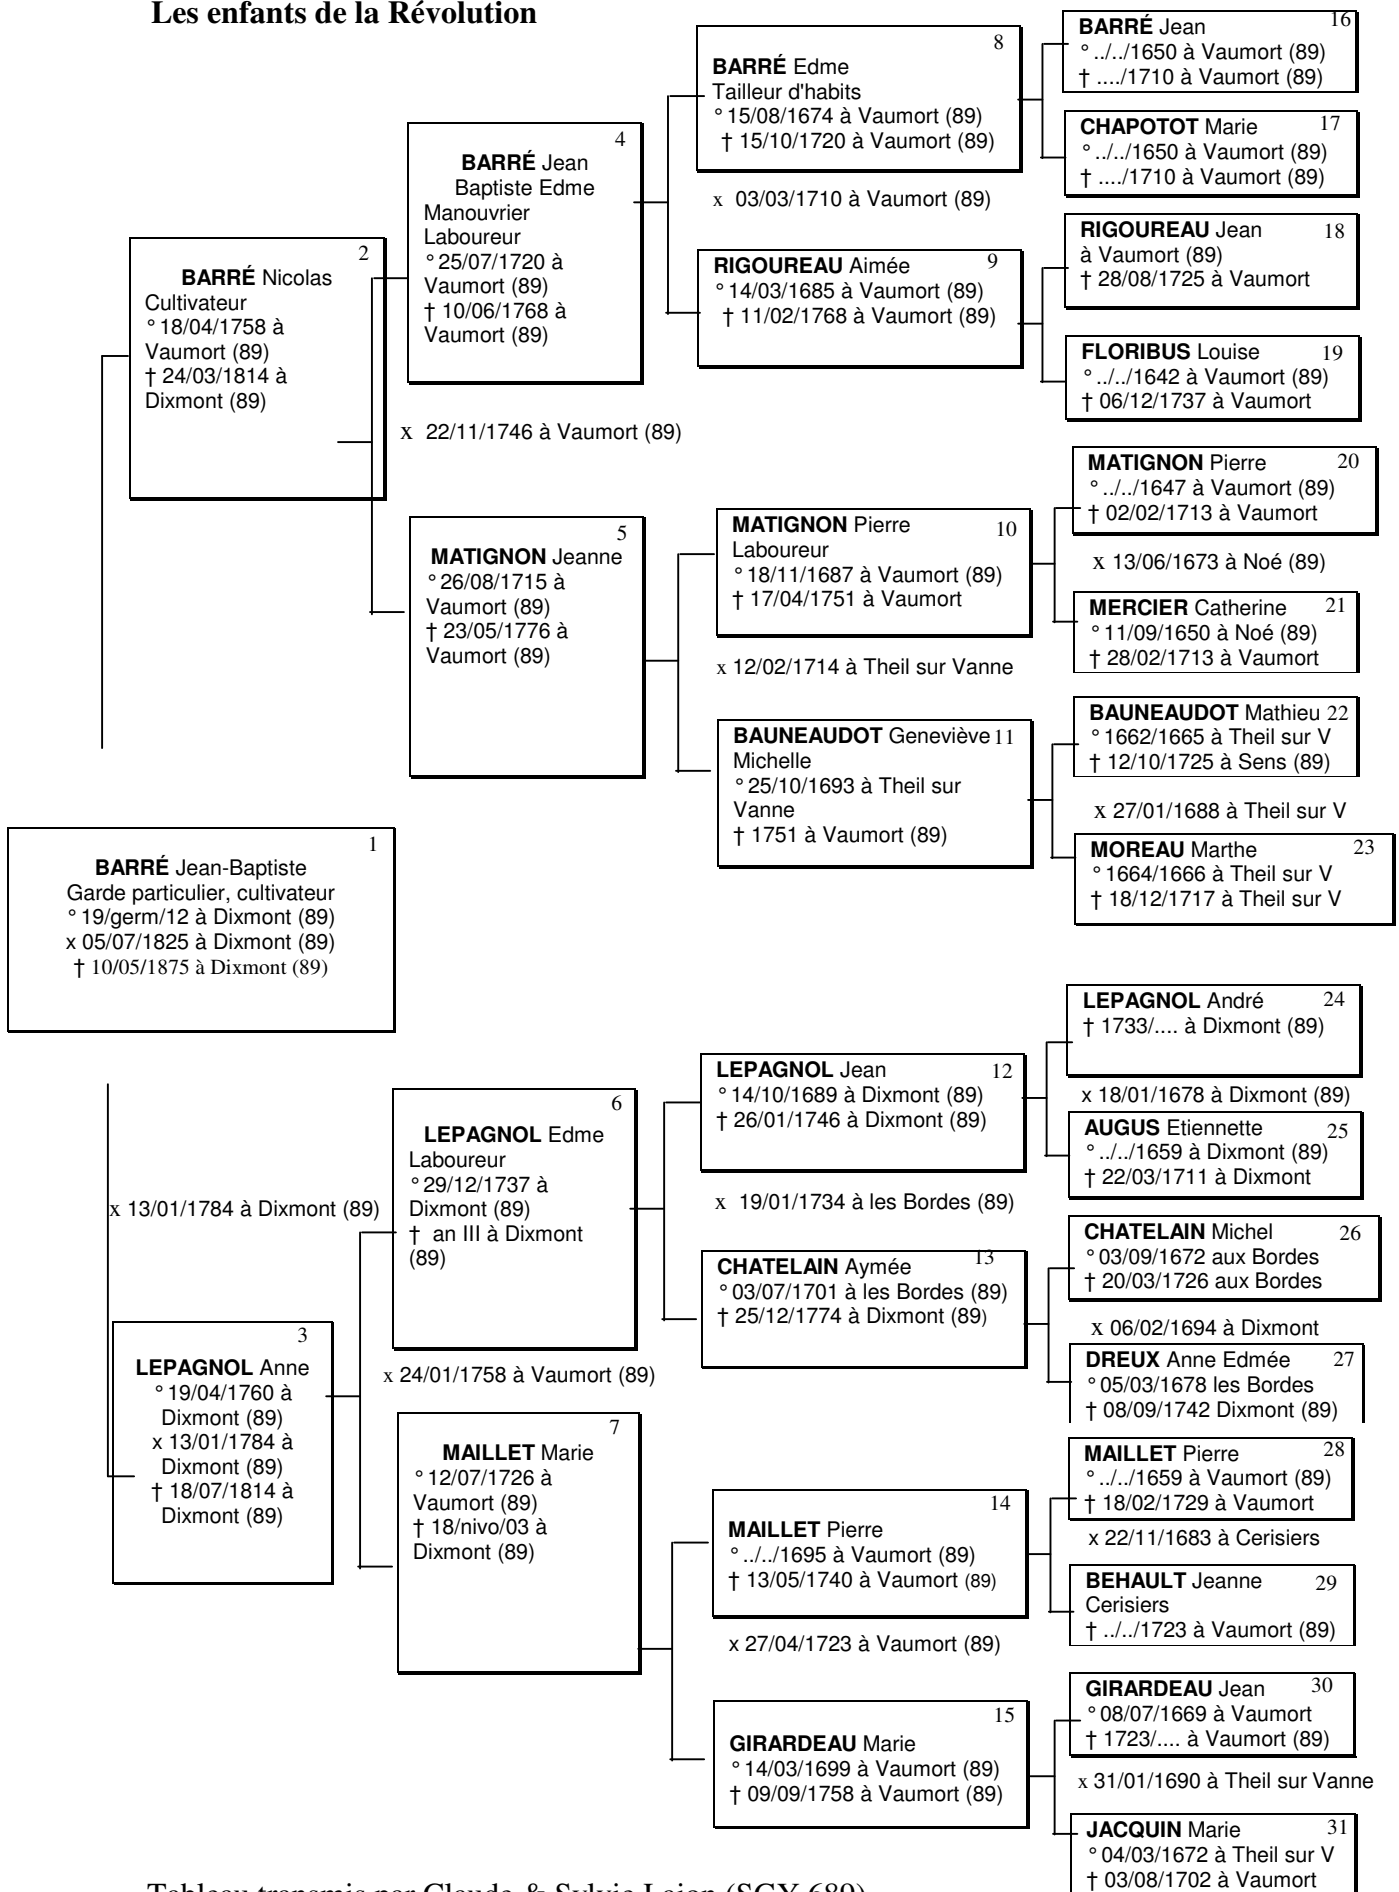 Les enfants de la Révolution
1
BARRÉ Jean-Baptiste
Garde particulier, cultivateur
° 19/germ/12 à Dixmont (89)
x 05/07/1825 à Dixmont (89)
† 10/05/1875 à Dixmont (89)
2
BARRÉ Nicolas
Cultivateur
° 18/04/1758 à
Vaumort (89)
† 24/03/1814 à
Dixmont (89)
x 13/01/1784 à Dixmont (89)
3
LEPAGNOL Anne
° 19/04/1760 à
Dixmont (89)
x 13/01/1784 à
Dixmont (89)
† 18/07/1814 à
Dixmont (89)
4
BARRÉ Jean
Baptiste Edme
Manouvrier
Laboureur
° 25/07/1720 à
Vaumort (89)
† 10/06/1768 à
Vaumort (89)
x 22/11/1746 à Vaumort (89)
5
MATIGNON Jeanne
° 26/08/1715 à
Vaumort (89)
† 23/05/1776 à
Vaumort (89)
6
LEPAGNOL Edme
Laboureur
° 29/12/1737 à
Dixmont (89)
† an III à Dixmont
(89)
x 24/01/1758 à Vaumort (89)
7
MAILLET Marie
° 12/07/1726 à
Vaumort (89)
† 18/nivo/03 à
Dixmont (89)
8
BARRÉ Edme
Tailleur d'habits
° 15/08/1674 à Vaumort (89)
† 15/10/1720 à Vaumort (89)
x 03/03/1710 à Vaumort (89)
RIGOUREAU Aimée 9
° 14/03/1685 à Vaumort (89)
† 11/02/1768 à Vaumort (89)
MATIGNON Pierre 10
Laboureur
° 18/11/1687 à Vaumort (89)
† 17/04/1751 à Vaumort
x 12/02/1714 à Theil sur Vanne
BAUNEAUDOT Geneviève 11
Michelle
° 25/10/1693 à Theil sur
Vanne
† 1751 à Vaumort (89)
LEPAGNOL Jean 12
° 14/10/1689 à Dixmont (89)
† 26/01/1746 à Dixmont (89)
x 19/01/1734 à les Bordes (89)
CHATELAIN Aymée 13
° 03/07/1701 à les Bordes (89)
† 25/12/1774 à Dixmont (89)
14
MAILLET Pierre
° ../../1695 à Vaumort (89)
† 13/05/1740 à Vaumort (89)
x 27/04/1723 à Vaumort (89)
15
GIRARDEAU Marie
° 14/03/1699 à Vaumort (89)
† 09/09/1758 à Vaumort (89)
BARRÉ Jean 16
° ../../1650 à Vaumort (89)
† ..../1710 à Vaumort (89)
CHAPOTOT Marie 17
° ../../1650 à Vaumort (89)
† ..../1710 à Vaumort (89)
RIGOUREAU Jean 18
à Vaumort (89)
† 28/08/1725 à Vaumort
FLORIBUS Louise 19
° ../../1642 à Vaumort (89)
† 06/12/1737 à Vaumort
MATIGNON Pierre 20
° ../../1647 à Vaumort (89)
† 02/02/1713 à Vaumort
x 13/06/1673 à Noé (89)
MERCIER Catherine 21
° 11/09/1650 à Noé (89)
† 28/02/1713 à Vaumort
BAUNEAUDOT Mathieu 22
° 1662/1665 à Theil sur V
† 12/10/1725 à Sens (89)
x 27/01/1688 à Theil sur V
MOREAU Marthe 23
° 1664/1666 à Theil sur V
† 18/12/1717 à Theil sur V
LEPAGNOL André 24
† 1733/.... à Dixmont (89)
x 18/01/1678 à Dixmont (89)
AUGUS Etiennette 25
° ../../1659 à Dixmont (89)
† 22/03/1711 à Dixmont
CHATELAIN Michel 26
° 03/09/1672 aux Bordes
† 20/03/1726 aux Bordes
x 06/02/1694 à Dixmont
DREUX Anne Edmée 27
° 05/03/1678 les Bordes
† 08/09/1742 Dixmont (89)
MAILLET Pierre 28
° ../../1659 à Vaumort (89)
† 18/02/1729 à Vaumort
x 22/11/1683 à Cerisiers
BEHAULT Jeanne 29
Cerisiers
† ../../1723 à Vaumort (89)
GIRARDEAU Jean 30
° 08/07/1669 à Vaumort
† 1723/.... à Vaumort (89)
x 31/01/1690 à Theil sur Vanne
JACQUIN Marie 31
° 04/03/1672 à Theil sur V
† 03/08/1702 à Vaumort
Tableau transmis par Claude & Sylvie Lajon (SGY 689)